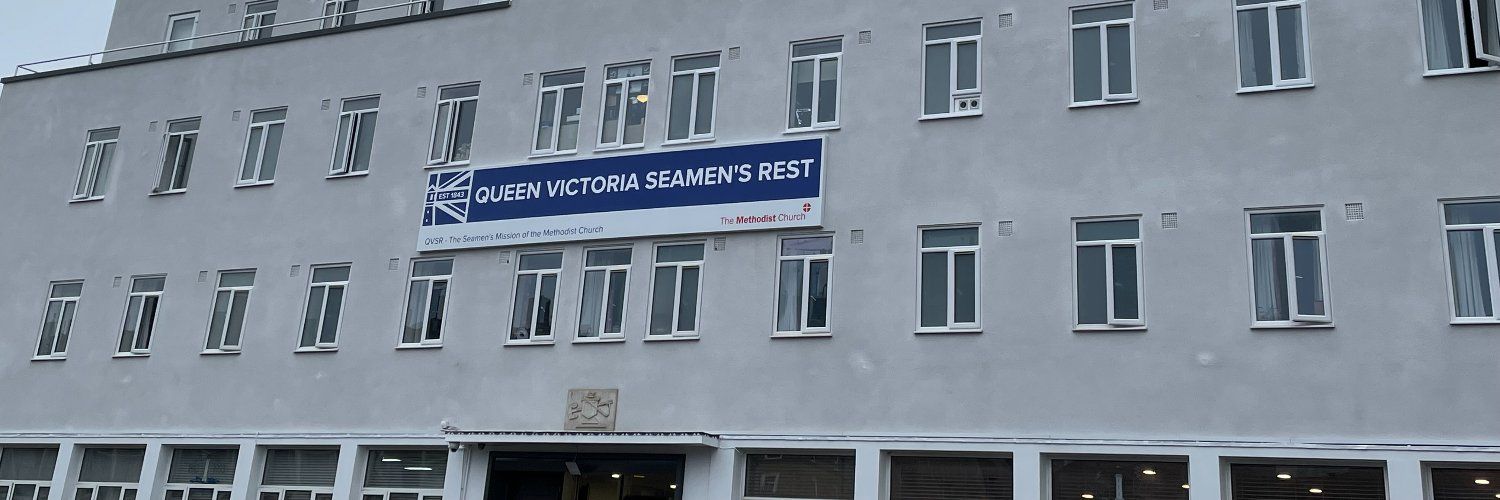 EST 1843
QUEEN VICTORIA SEAMEN'S REST
The Methodist Church
QVSR - The Seamen's Mission of the Methodist Church